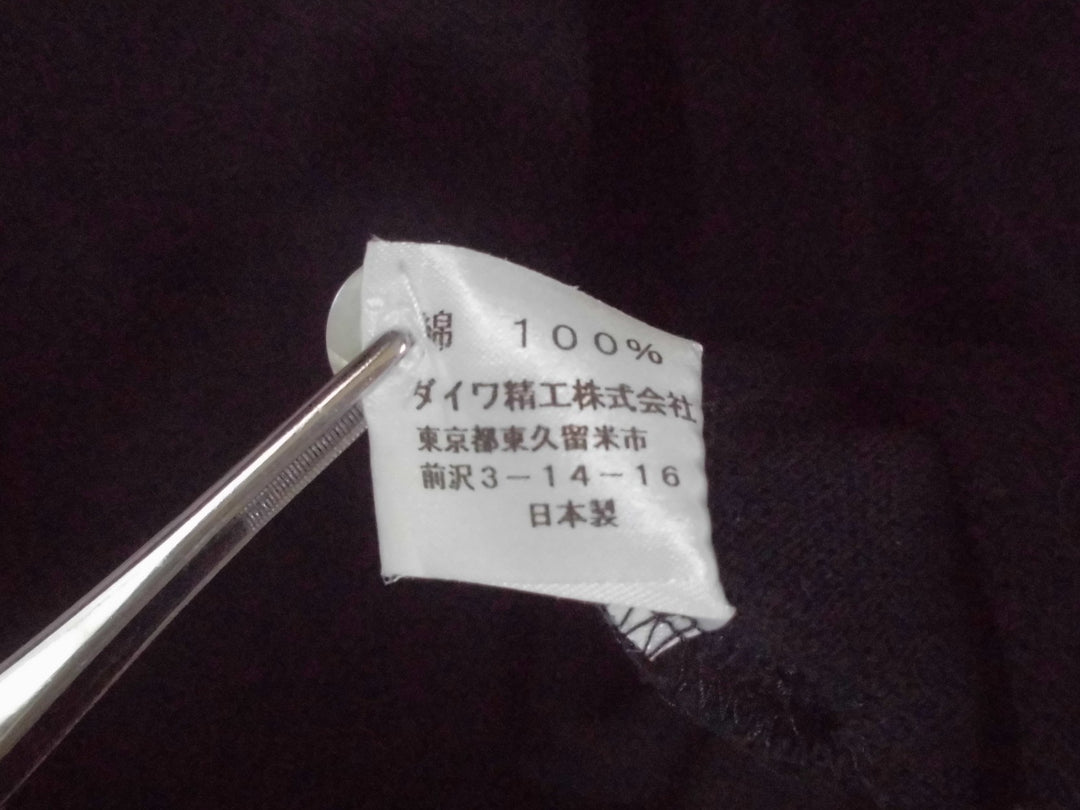 綿 100%
ダイワ精工株式会社
東京都東久留米市
前沢3－14－16
日本製